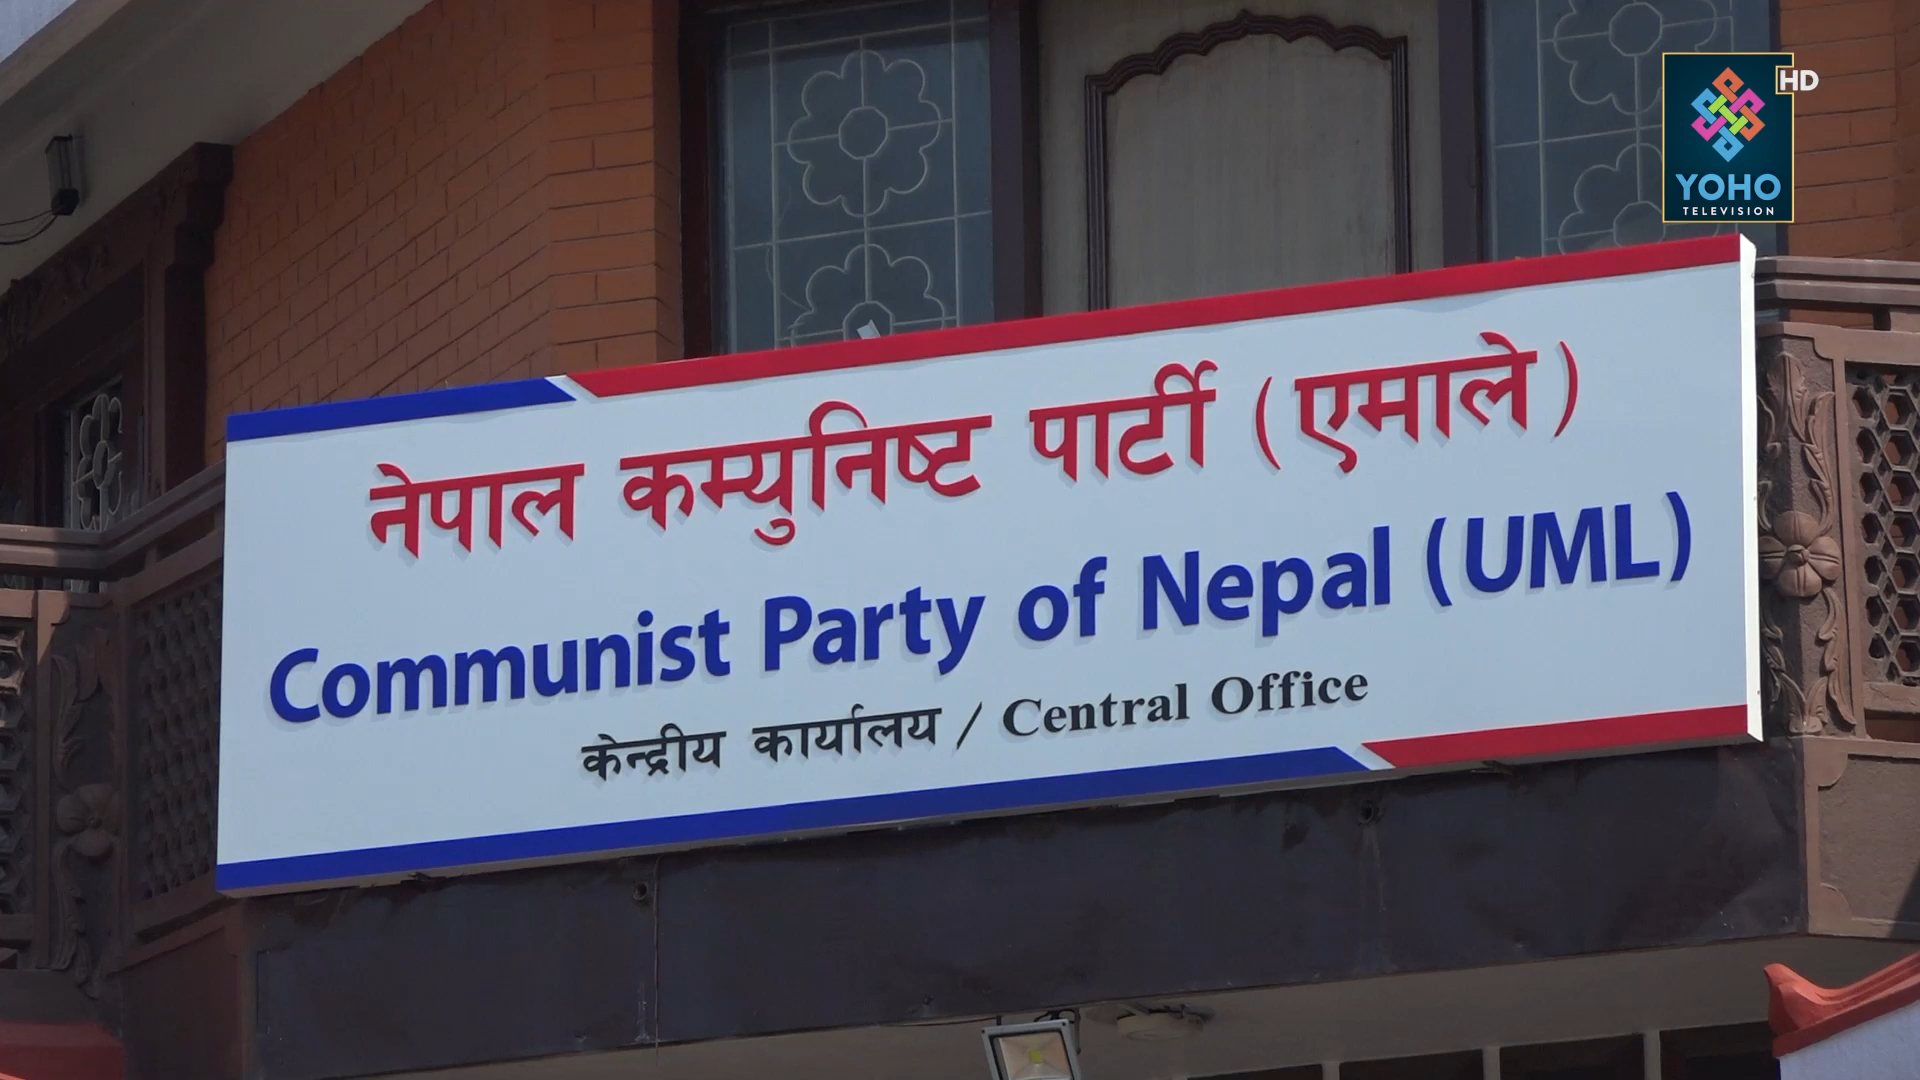 HD
YOHO
TELEVISION
नेपाल कम्युनिष्ट पार्टी (एमाले)
Communist Party of Nepal (UML)
केन्द्रीय कार्यालय / Central Office